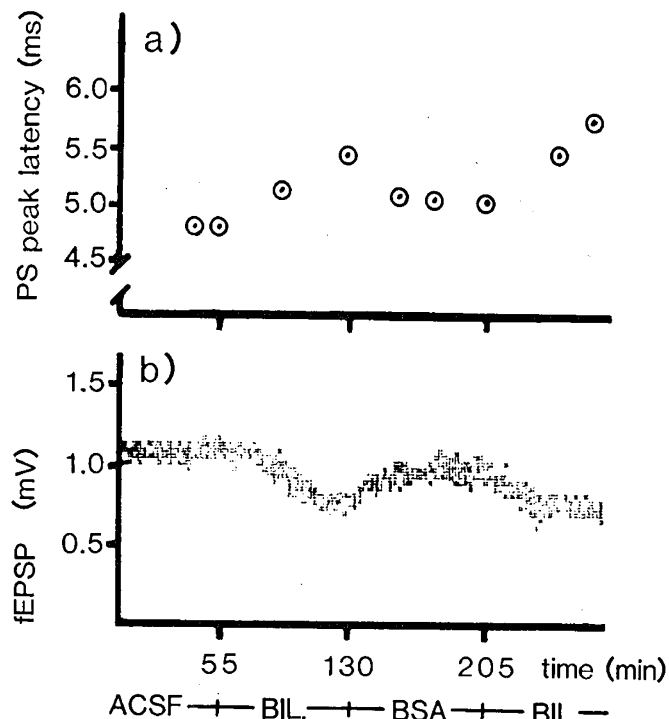 a)
PS peak latency (ms)
6.0
5.5
5.0
4.5
b)
fEPSP (mV)
1.5
1.0
0.5
55 130 205 time (min)
ACSF BIL. BSA BIL